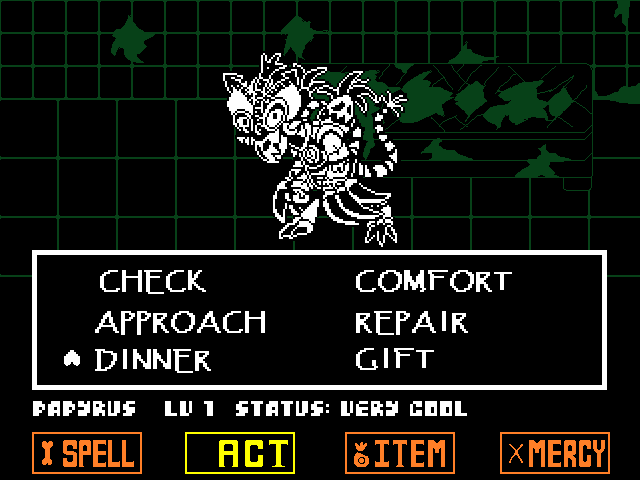 CHECK COMFORT
APPROACH REPAIR
DINNER GIFT
PAPYRUS LV 1 STATUS: VERY COOL
SPELL ACT ITEM MERCY